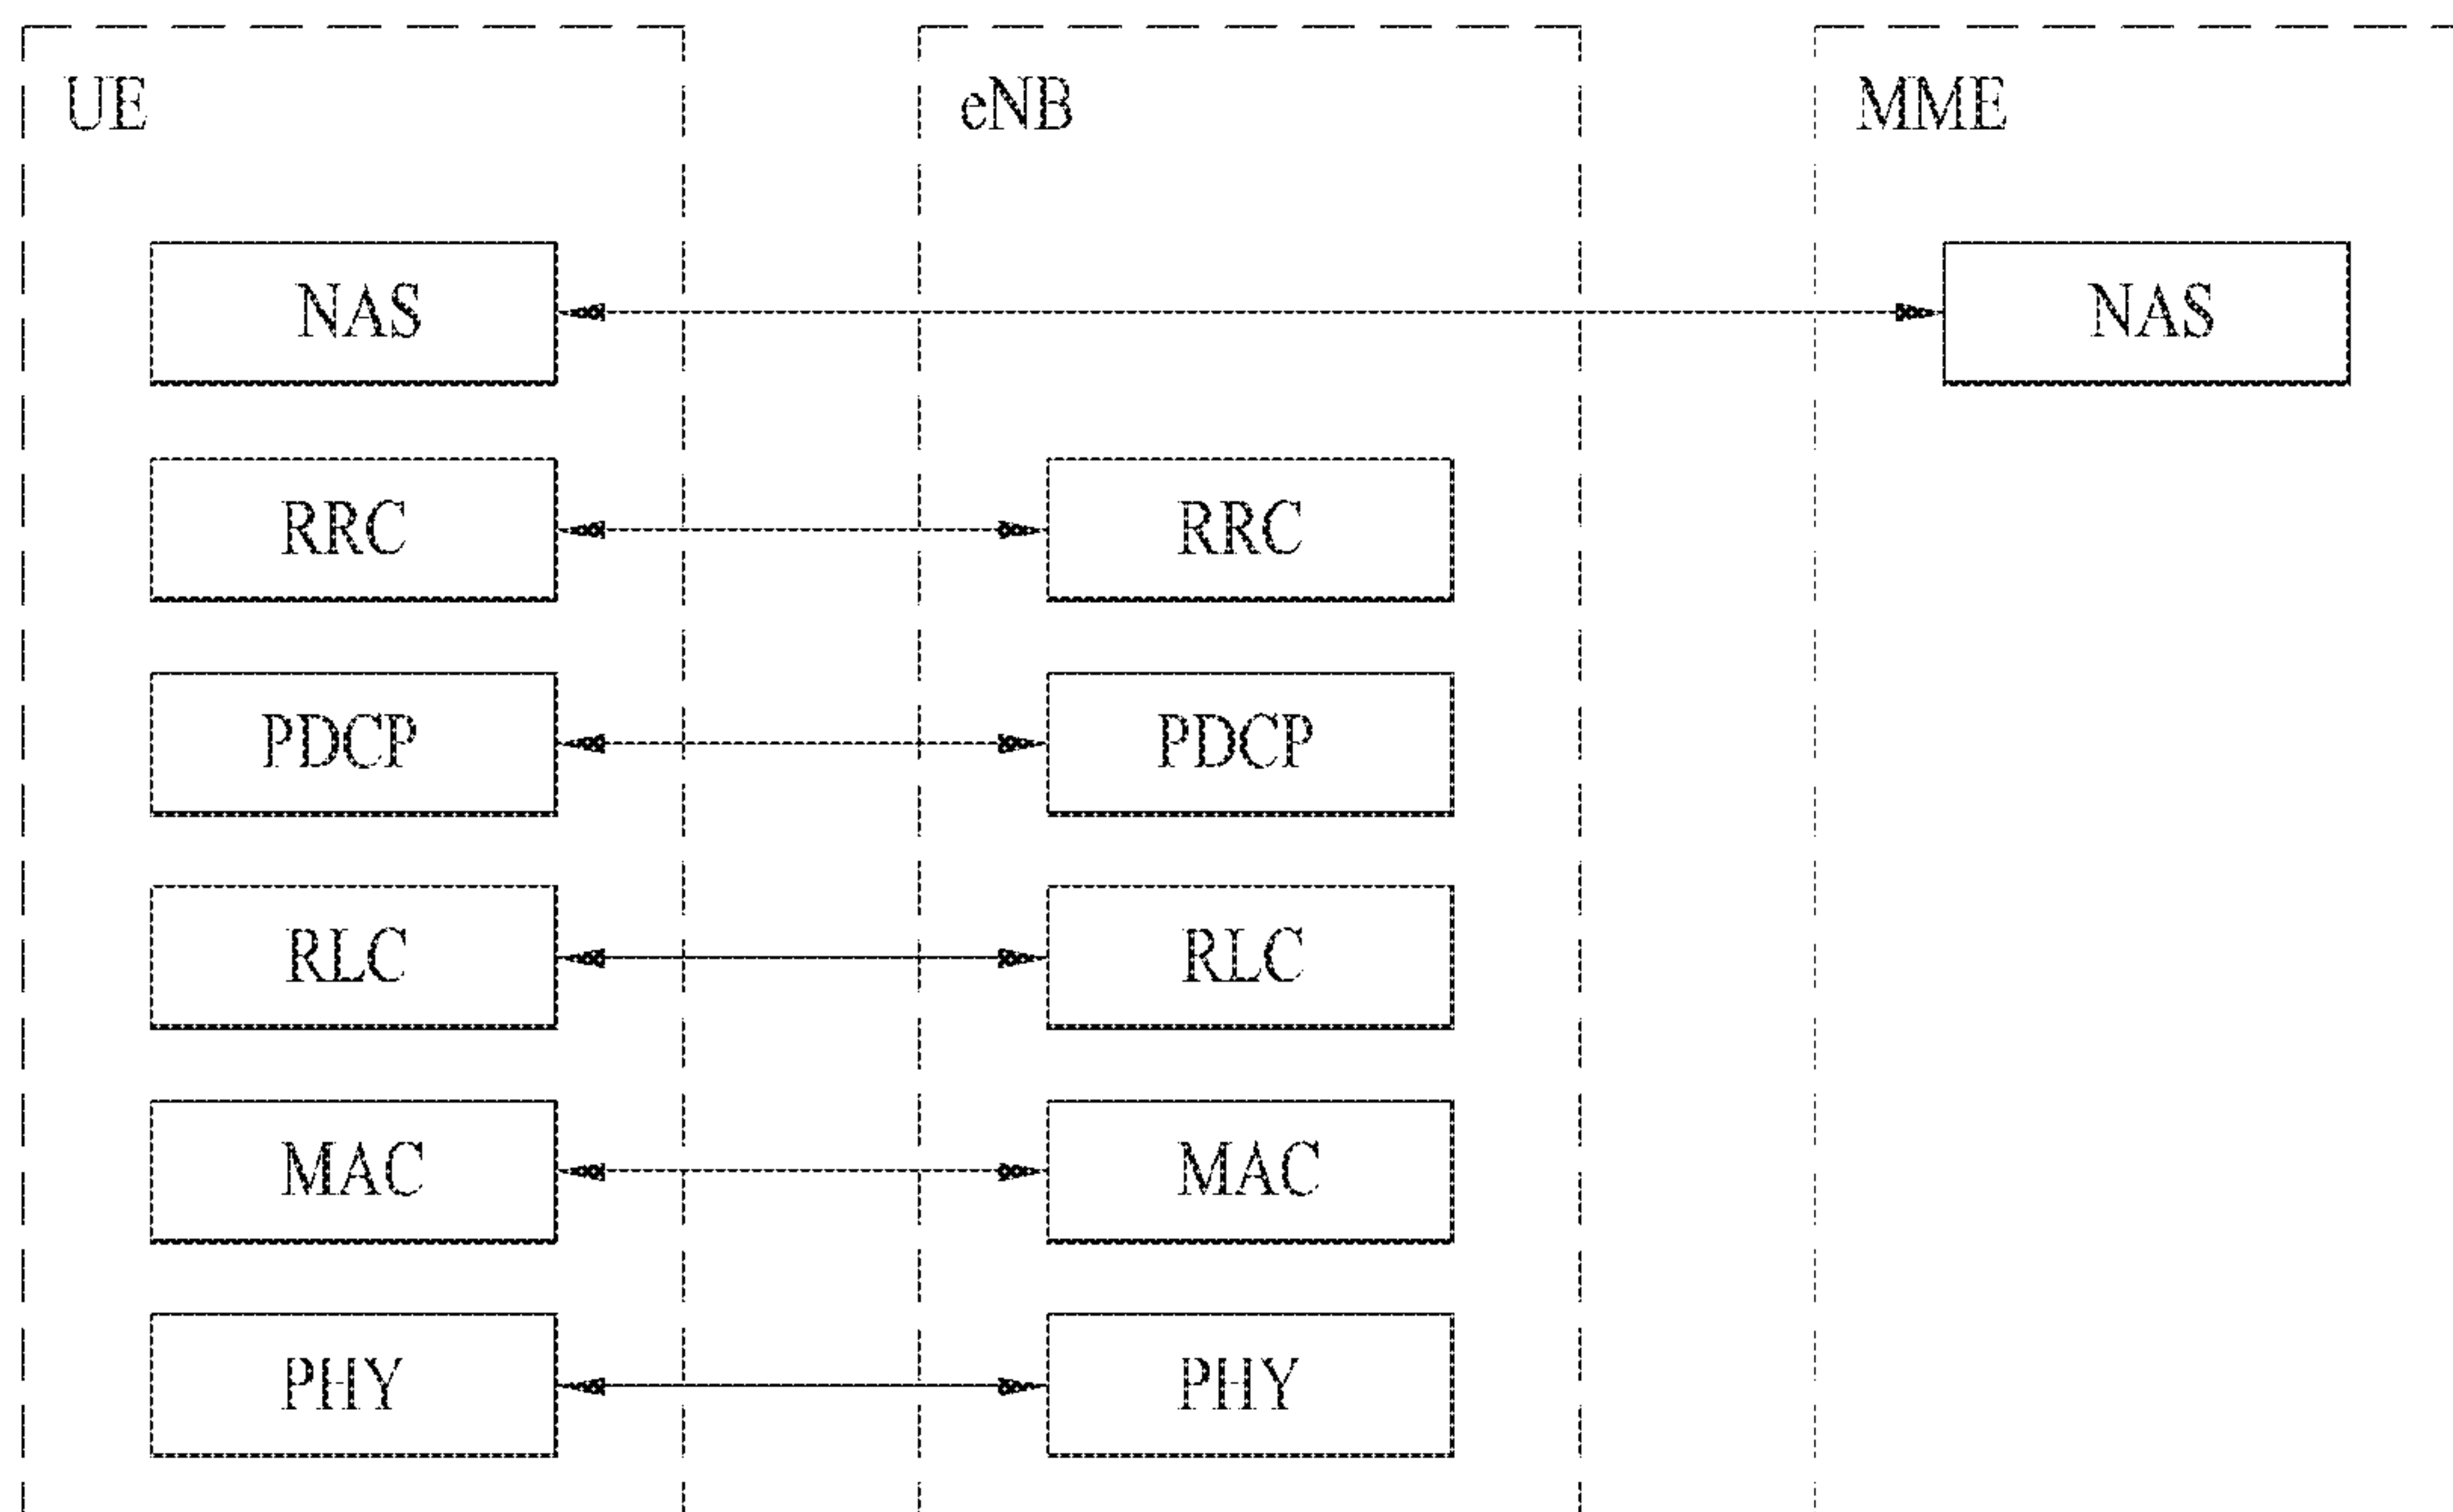 UE eNB MME
NAS NAS
RRC RRC
PDCP PDCP
RLC RLC
MAC MAC
PHY PHY